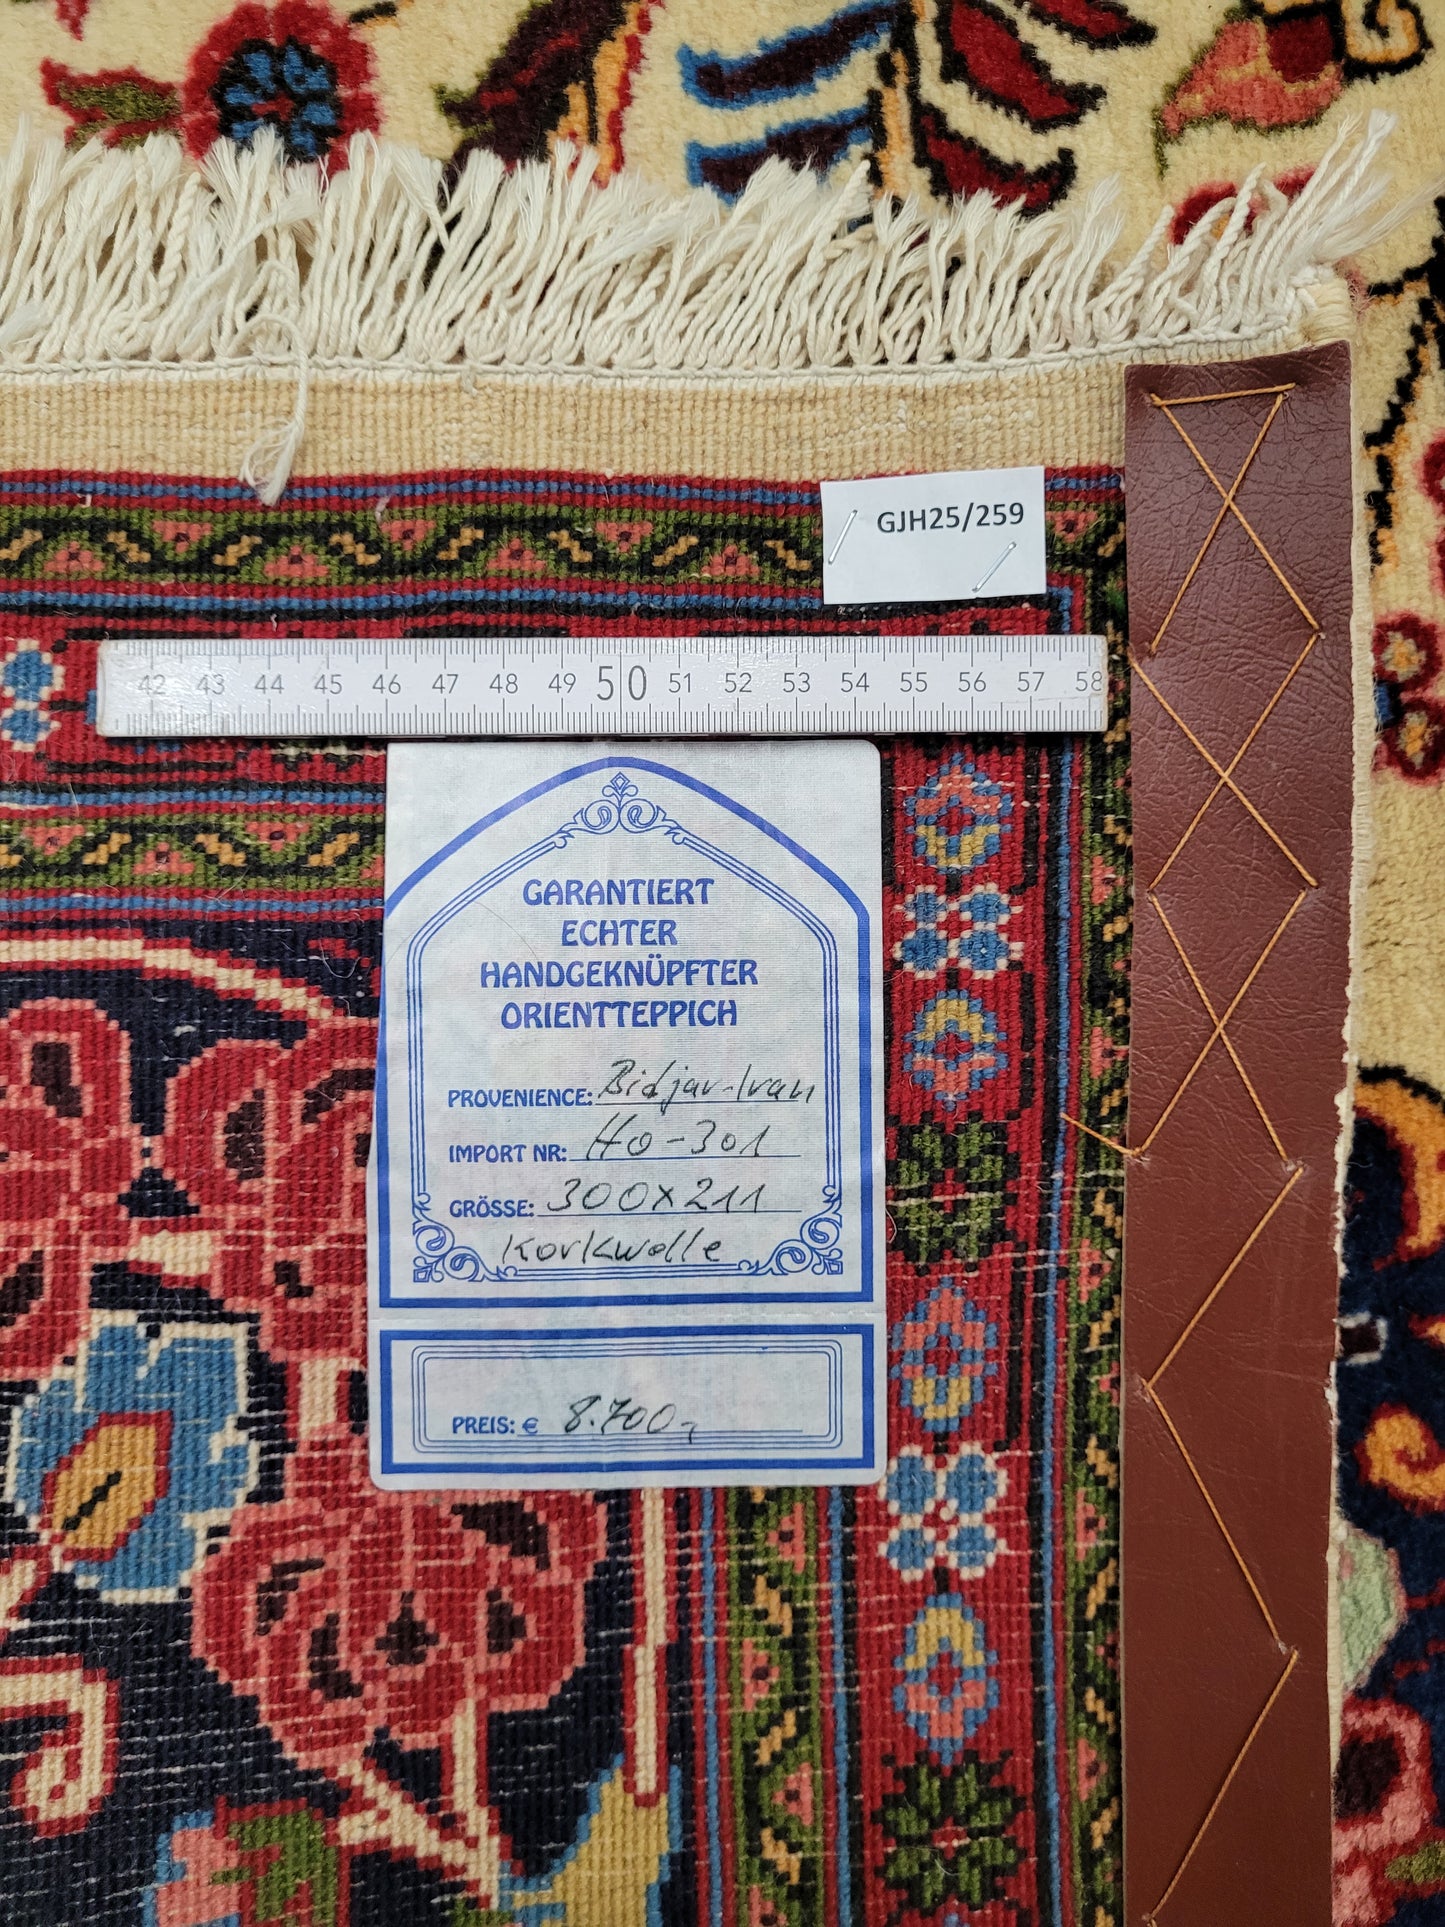 GJH25/259
42 43 44 45 46 47 48 49 50 51 52 53 54 55 56 57 58
GARANTIERT
ECHTER
HANDGEKNÜPFTER
ORIENTTEPPICH
PROVENIENCE: Bidjar-Iran
IMPORT NR: Ho-301
GRÖSSE: 300x211
Korkwolle
PREIS: € 8.700,-